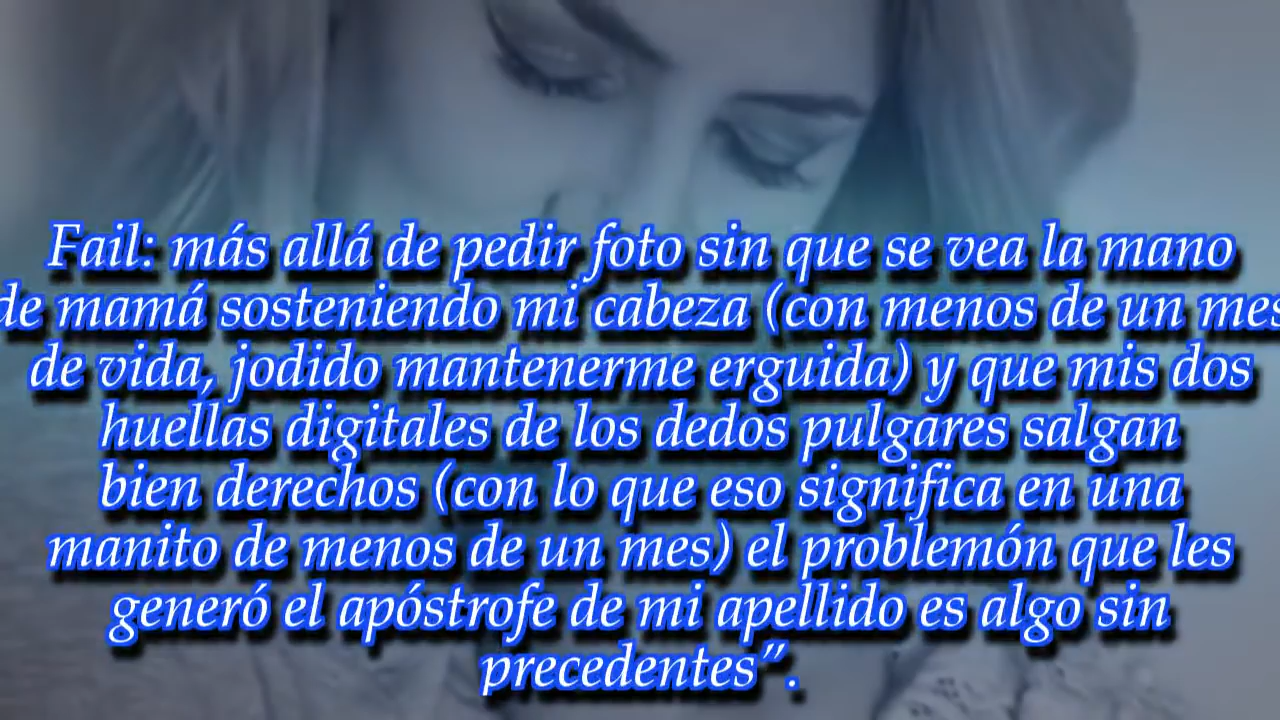 Fail: más allá de pedir foto sin que se vea la mano
de mamá sosteniendo mi cabeza (con menos de un mes
de vida, jodido mantenerme erguida) y que mis dos
huellas digitales de los dedos pulgares salgan
bien derechos (con lo que eso significa en una
manito de menos de un mes) el problemón que les
generó el apóstrofe de mi apellido es algo sin
precedentes”.